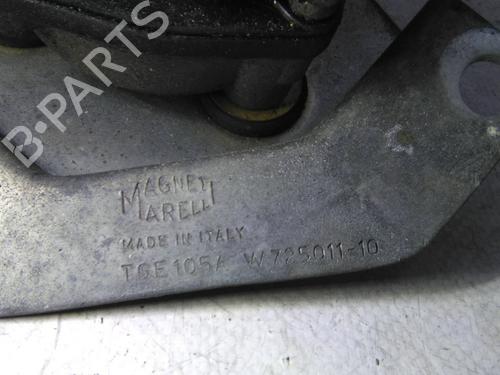 B-PARTS
MAGNETI
MARELLI
MADE IN ITALY
TGE105A W725011-10